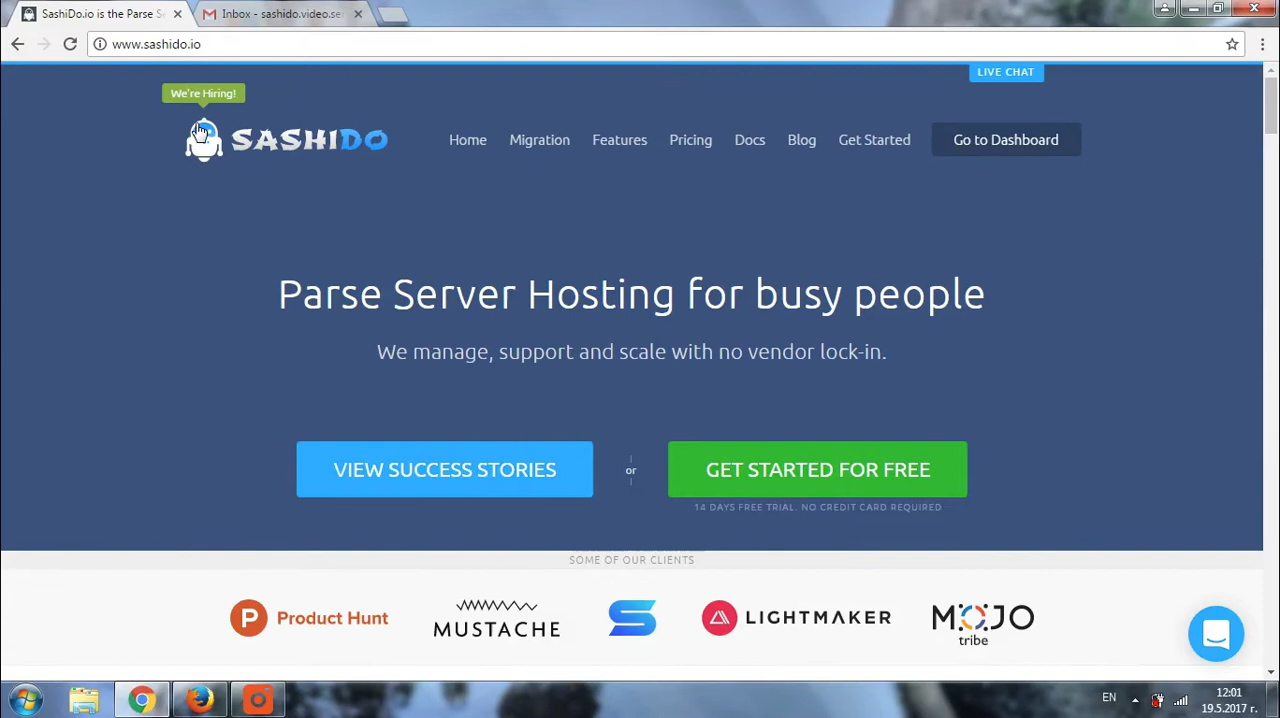 SashiDo.io is the Parse S
Inbox - sashido.video.se
www.sashido.io
LIVE CHAT
We're Hiring!
SASHIDO
Home
Migration
Features
Pricing
Docs
Blog
Get Started
Go to Dashboard
Parse Server Hosting for busy people
We manage, support and scale with no vendor lock-in.
VIEW SUCCESS STORIES
or
GET STARTED FOR FREE
14 DAYS FREE TRIAL. NO CREDIT CARD REQUIRED
SOME OF OUR CLIENTS
P Product Hunt
MUSTACHE
LIGHTMAKER
MOJO
tribe
EN
12:01
19.5.2017 г.